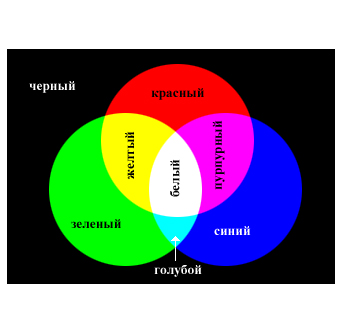 черный
красный
желтый
пурпурный
белый
зеленый
синий
голубой